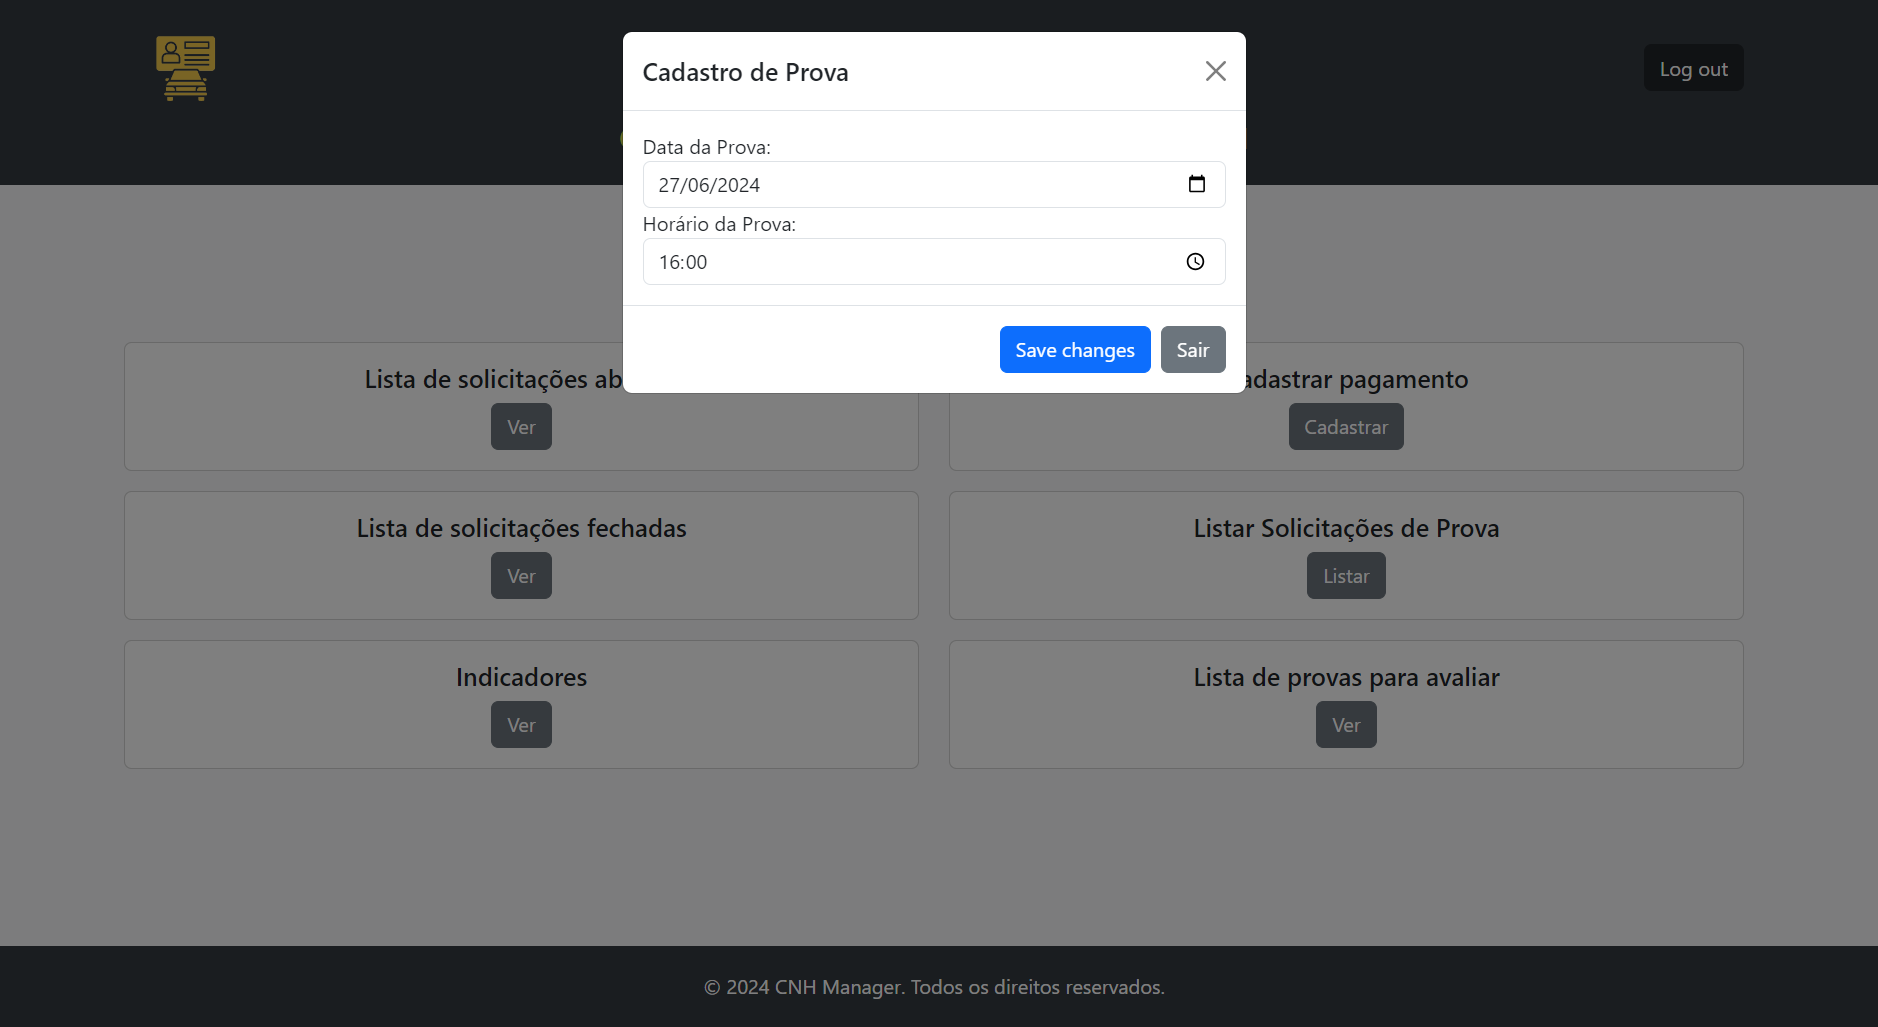 Log out
Cadastro de Prova
Data da Prova:
27/06/2024
Horário da Prova:
16:00
Save changes
Sair
Lista de solicitações
Ver
pagamento
Cadastrar
Lista de solicitações fechadas
Ver
Listar Solicitações de Prova
Listar
Indicadores
Ver
Lista de provas para avaliar
Ver
© 2024 CNH Manager. Todos os direitos reservados.